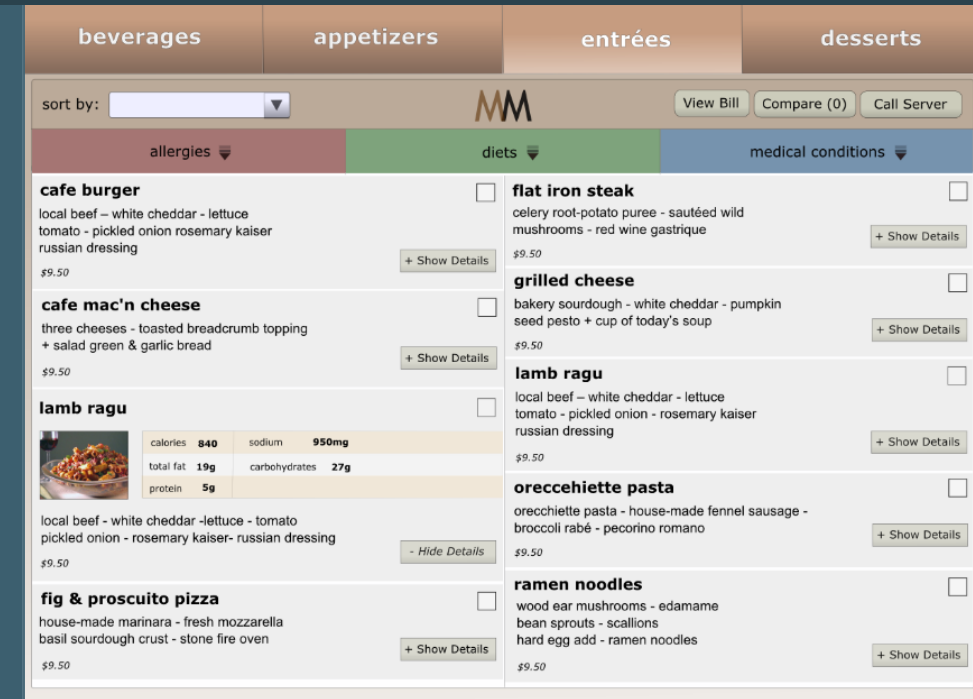 beverages
appetizers
entrées
desserts
sort by:
MM
View Bill
Compare (0)
Call Server
allergies
diets
medical conditions
cafe burger
local beef – white cheddar - lettuce
tomato - pickled onion rosemary kaiser
russian dressing
$9.50
+ Show Details
cafe mac'n cheese
three cheeses - toasted breadcrumb topping
+ salad green & garlic bread
$9.50
+ Show Details
lamb ragu
calories 840 sodium 950mg
total fat 19g carbohydrates 27g
protein 5g
local beef - white cheddar -lettuce - tomato
pickled onion - rosemary kaiser- russian dressing
$9.50
- Hide Details
fig & proscuito pizza
house-made marinara - fresh mozzarella
basil sourdough crust - stone fire oven
$9.50
+ Show Details
flat iron steak
celery root-potato puree - sautéed wild
mushrooms - red wine gastrique
$9.50
+ Show Details
grilled cheese
bakery sourdough - white cheddar - pumpkin
seed pesto + cup of today's soup
$9.50
+ Show Details
lamb ragu
local beef – white cheddar - lettuce
tomato - pickled onion - rosemary kaiser
russian dressing
$9.50
+ Show Details
oreccehiette pasta
orecchiette pasta - house-made fennel sausage -
broccoli rabé - pecorino romano
$9.50
+ Show Details
ramen noodles
wood ear mushrooms - edamame
bean sprouts - scallions
hard egg add - ramen noodles
$9.50
+ Show Details